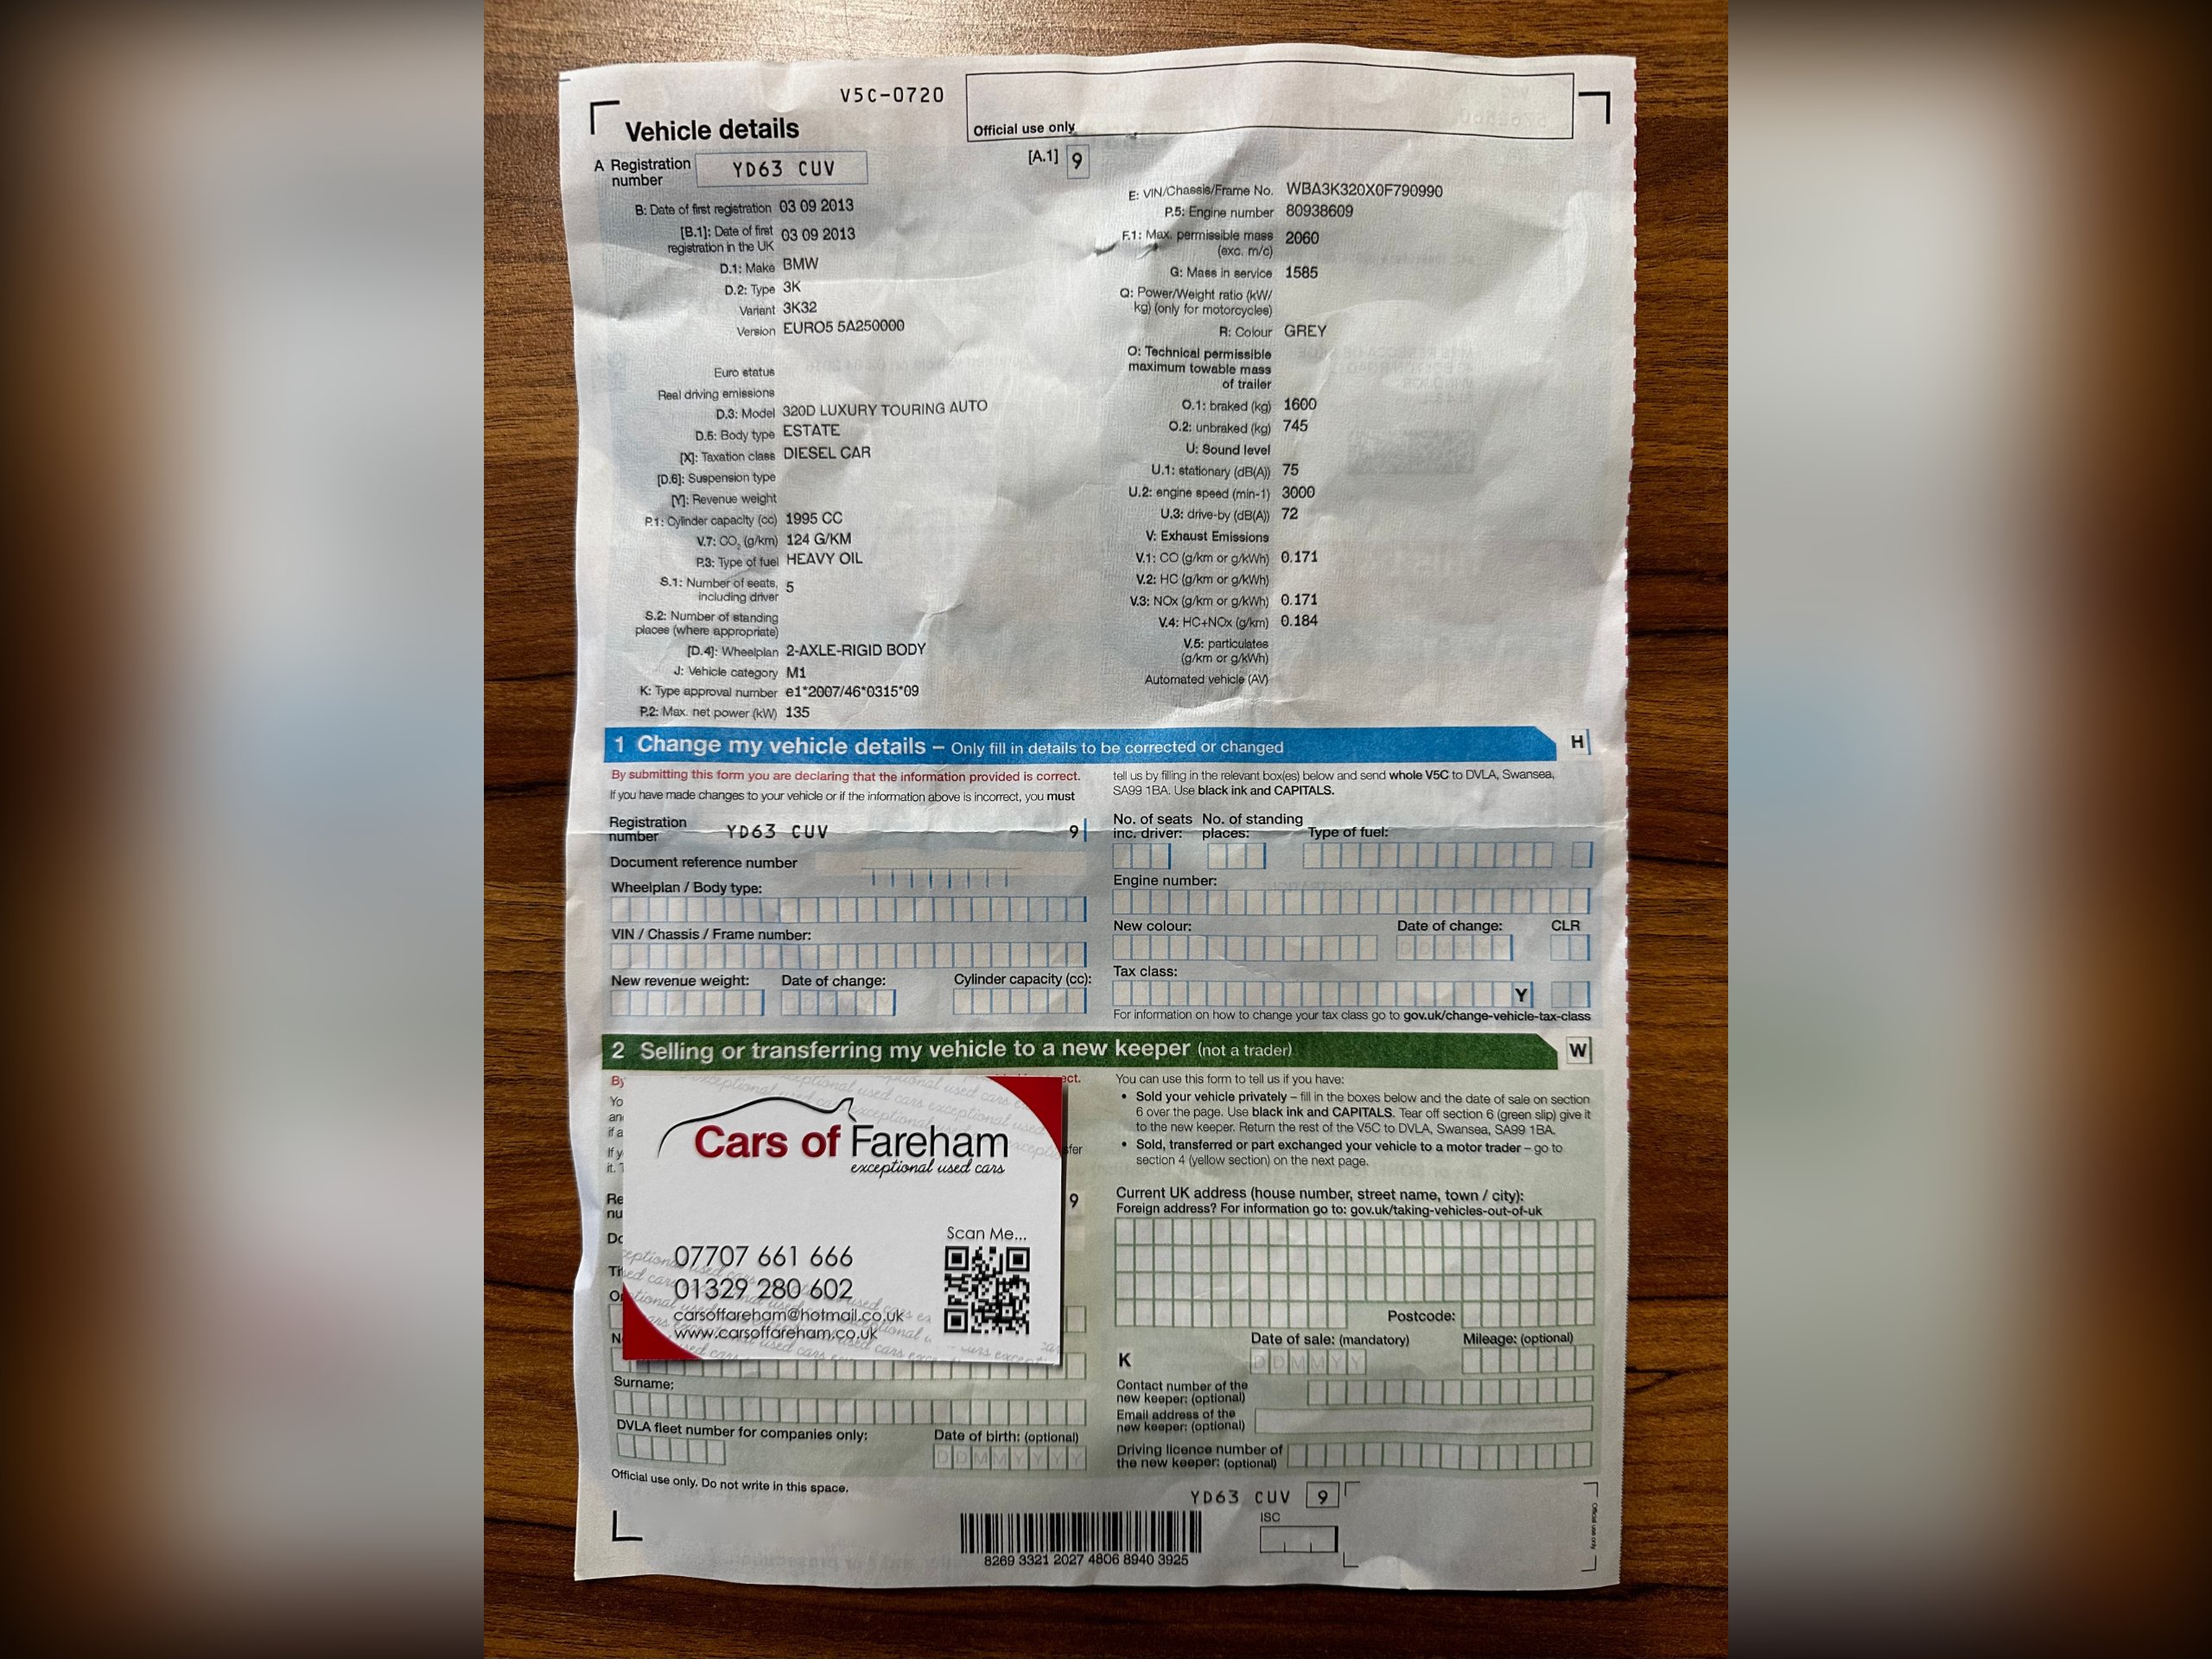 V5C-0720
Official use only
Vehicle details
A Registration number YD63 CUV
[A.1] 9
B: Date of first registration 03 09 2013
[B.1]: Date of first registration in the UK 03 09 2013
D.1: Make BMW
D.2: Type 3K
Variant 3K32
Version EURO5 5A250000
Euro status
Real driving emissions
D.3: Model 320D LUXURY TOURING AUTO
D.5: Body type ESTATE
[X]: Taxation class DIESEL CAR
[D.6]: Suspension type
[Y]: Revenue weight
P.1: Cylinder capacity (cc) 1995 CC
V.7: CO₂ (g/km) 124 G/KM
P.3: Type of fuel HEAVY OIL
S.1: Number of seats, including driver 5
S.2: Number of standing places (where appropriate)
[D.4]: Wheelplan 2-AXLE-RIGID BODY
J: Vehicle category M1
K: Type approval number e1*2007/46*0315*09
P.2: Max. net power (kW) 135
E: VIN/Chassis/Frame No. WBA3K320X0F790990
P.5: Engine number 80938609
F.1: Max. permissible mass (exc. m/c) 2060
G: Mass in service 1585
Q: Power/Weight ratio (kW/kg) (only for motorcycles)
R: Colour GREY
O: Technical permissible maximum towable mass of trailer
O.1: braked (kg) 1600
O.2: unbraked (kg) 745
U: Sound level
U.1: stationary (dB(A)) 75
U.2: engine speed (min-1) 3000
U.3: drive-by (dB(A)) 72
V: Exhaust Emissions
V.1: CO (g/km or g/kWh) 0.171
V.2: HC (g/km or g/kWh)
V.3: NOx (g/km or g/kWh) 0.171
V.4: HC+NOx (g/km) 0.184
V.5: particulates (g/km or g/kWh)
Automated vehicle (AV)
1 Change my vehicle details – Only fill in details to be corrected or changed H
By submitting this form you are declaring that the information provided is correct.
If you have made changes to your vehicle or if the information above is incorrect, you must
tell us by filling in the relevant box(es) below and send whole V5C to DVLA, Swansea,
SA99 1BA. Use black ink and CAPITALS.
Registration number YD63 CUV 9
Document reference number
Wheelplan / Body type:
VIN / Chassis / Frame number:
New revenue weight: Date of change: Cylinder capacity (cc):
No. of seats inc. driver: No. of standing places: Type of fuel:
Engine number:
New colour: Date of change: CLR
Tax class:
Y
For information on how to change your tax class go to gov.uk/change-vehicle-tax-class
2 Selling or transferring my vehicle to a new keeper (not a trader) W
Cars of Fareham
exceptional used cars
Scan Me...
07707 661 666
01329 280 602
carsoffareham@hotmail.co.uk
www.carsoffareham.co.uk
9
Surname:
DVLA fleet number for companies only: Date of birth: (optional)
DDMMYYYY
Official use only. Do not write in this space.
You can use this form to tell us if you have:
• Sold your vehicle privately – fill in the boxes below and the date of sale on section
6 over the page. Use black ink and CAPITALS. Tear off section 6 (green slip) give it
to the new keeper. Return the rest of the V5C to DVLA, Swansea, SA99 1BA.
• Sold, transferred or part exchanged your vehicle to a motor trader – go to
section 4 (yellow section) on the next page.
Current UK address (house number, street name, town / city):
Foreign address? For information go to: gov.uk/taking-vehicles-out-of-uk
Postcode:
Date of sale: (mandatory) Mileage: (optional)
K DDMMYY
Contact number of the new keeper: (optional)
Email address of the new keeper: (optional)
Driving licence number of the new keeper: (optional)
YD63 CUV 9
ISC
8269 3321 2027 4806 8940 3925
Official use only